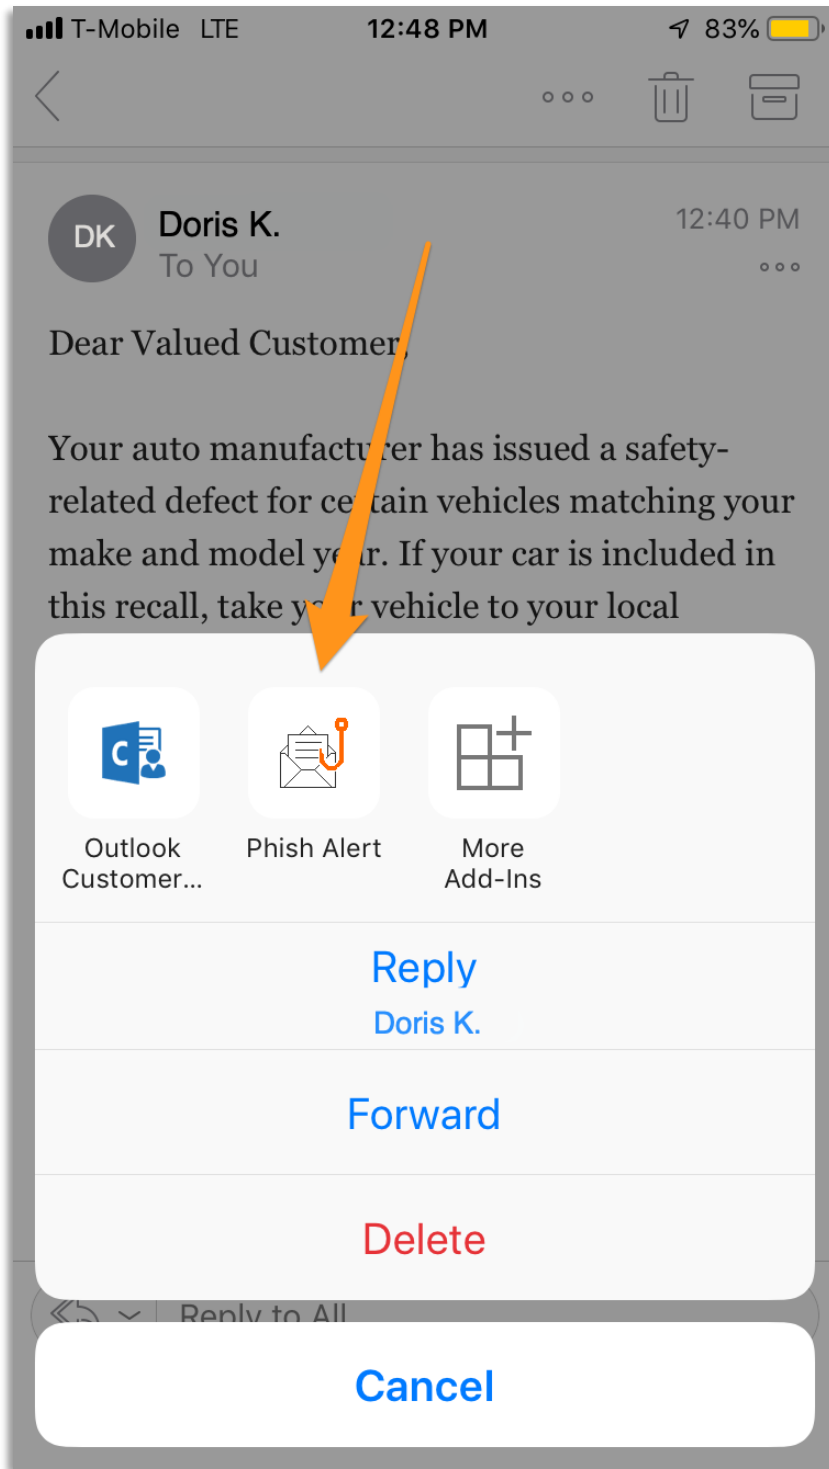 T-Mobile LTE 12:48 PM 83%
DK
Doris K.
12:40 PM
To You
Dear Valued Customer,
Your auto manufacturer has issued a safety-
related defect for certain vehicles matching your
make and model year. If your car is included in
this recall, take your vehicle to your local
C
Outlook
Customer...
Phish Alert
More
Add-Ins
Reply
Doris K.
Forward
Delete
Reply to All
Cancel